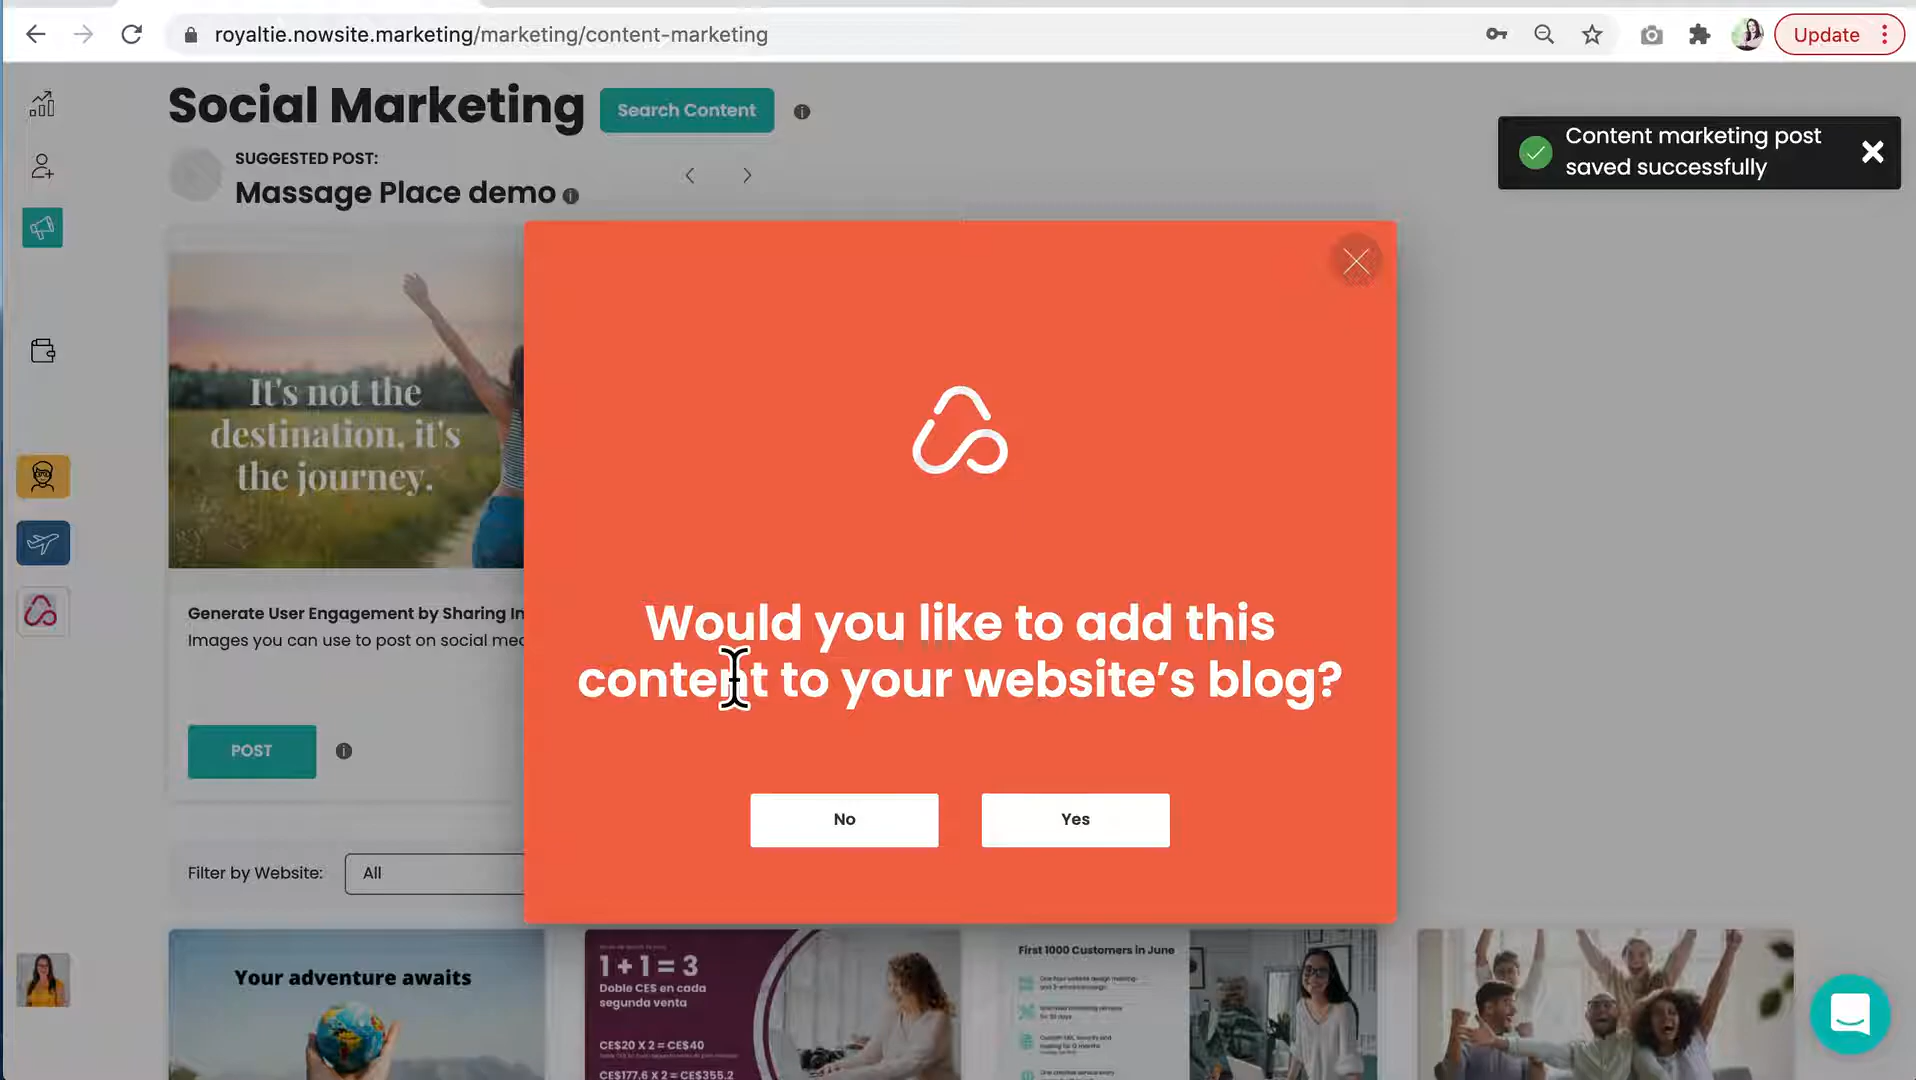 royaltie.nowsite.marketing/marketing/content-marketing
Update
Social Marketing
Search Content
Content marketing post
saved successfully
SUGGESTED POST:
Massage Place demo
It's not the
destination, it's
the journey.
Would you like to add this
content to your website's blog?
Generate User Engagement by Sharing In
Images you can use to post on social med
POST
No
Yes
Filter by Website:
All
Your adventure awaits
1 + 1 = 3
Doble CE$ en cada
segunda venta
CE$20 X 2 = CE$40
CE$177.6 X 2 = CE$355.2
First 1000 Customers in June